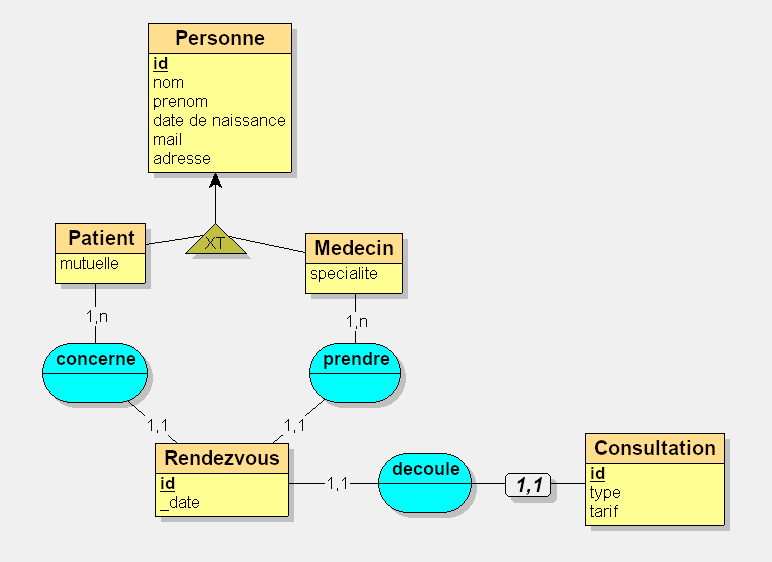 Personne
id
nom
prenom
date de naissance
mail
adresse
XT
Patient
mutuelle
Medecin
specialite
1,n
1,n
concerne
prendre
1,1
1,1
Rendezvous
id
_date
1,1
decoule
1,1
Consultation
id
type
tarif